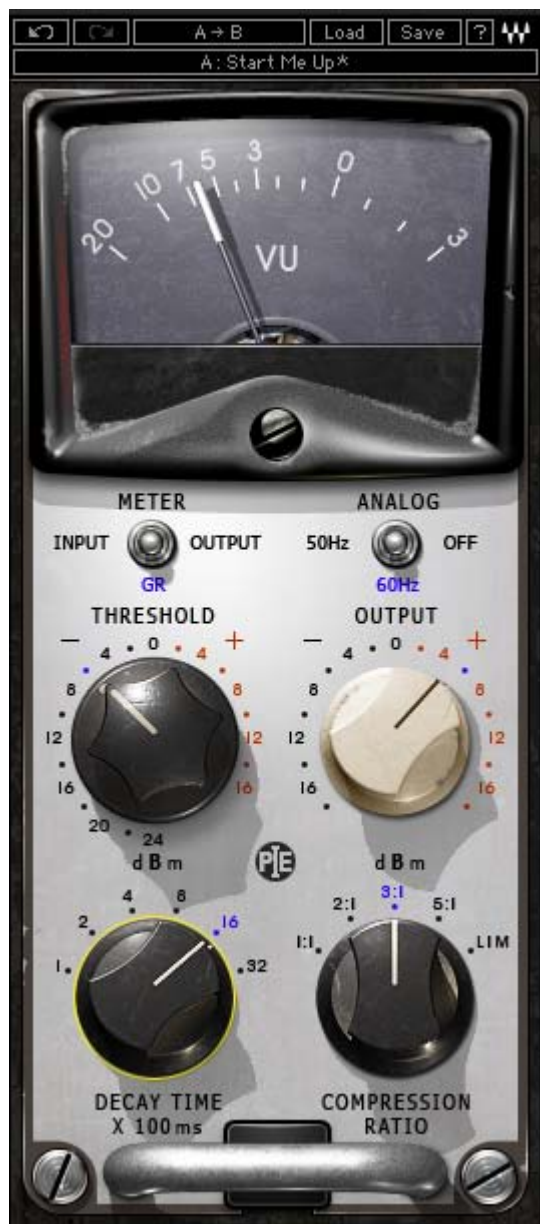 A → B Load Save ?
A: Start Me Up*
20 10 7 5 3 0 3
VU
METER ANALOG
INPUT OUTPUT 50Hz OFF
GR 60Hz
THRESHOLD OUTPUT
− 4 0 4 + − 4 0 4 +
8 8 8 8
12 12 12 12
16 16 16 16
20 24
dBm PIE dBm
1 2 4 8 16 32 1:1 2:1 3:1 5:1 LIM
DECAY TIME COMPRESSION
X 100 ms RATIO